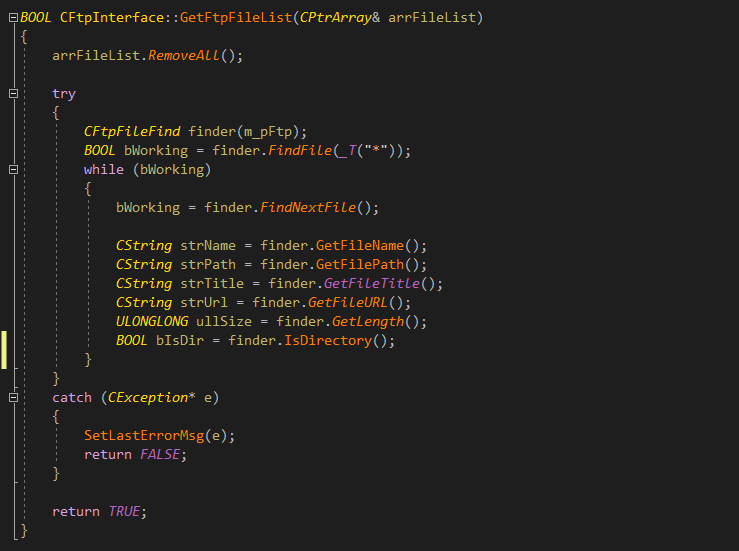 BOOL CFtpInterface::GetFtpFileList(CPtrArray& arrFileList)
{
arrFileList.RemoveAll();
try
{
CFtpFileFind finder(m_pFtp);
BOOL bWorking = finder.FindFile(_T("*"));
while (bWorking)
{
bWorking = finder.FindNextFile();
CString strName = finder.GetFileName();
CString strPath = finder.GetFilePath();
CString strTitle = finder.GetFileTitle();
CString strUrl = finder.GetFileURL();
ULONGLONG ullSize = finder.GetLength();
BOOL bIsDir = finder.IsDirectory();
}
}
catch (CException* e)
{
SetLastErrorMsg(e);
return FALSE;
}
return TRUE;
}